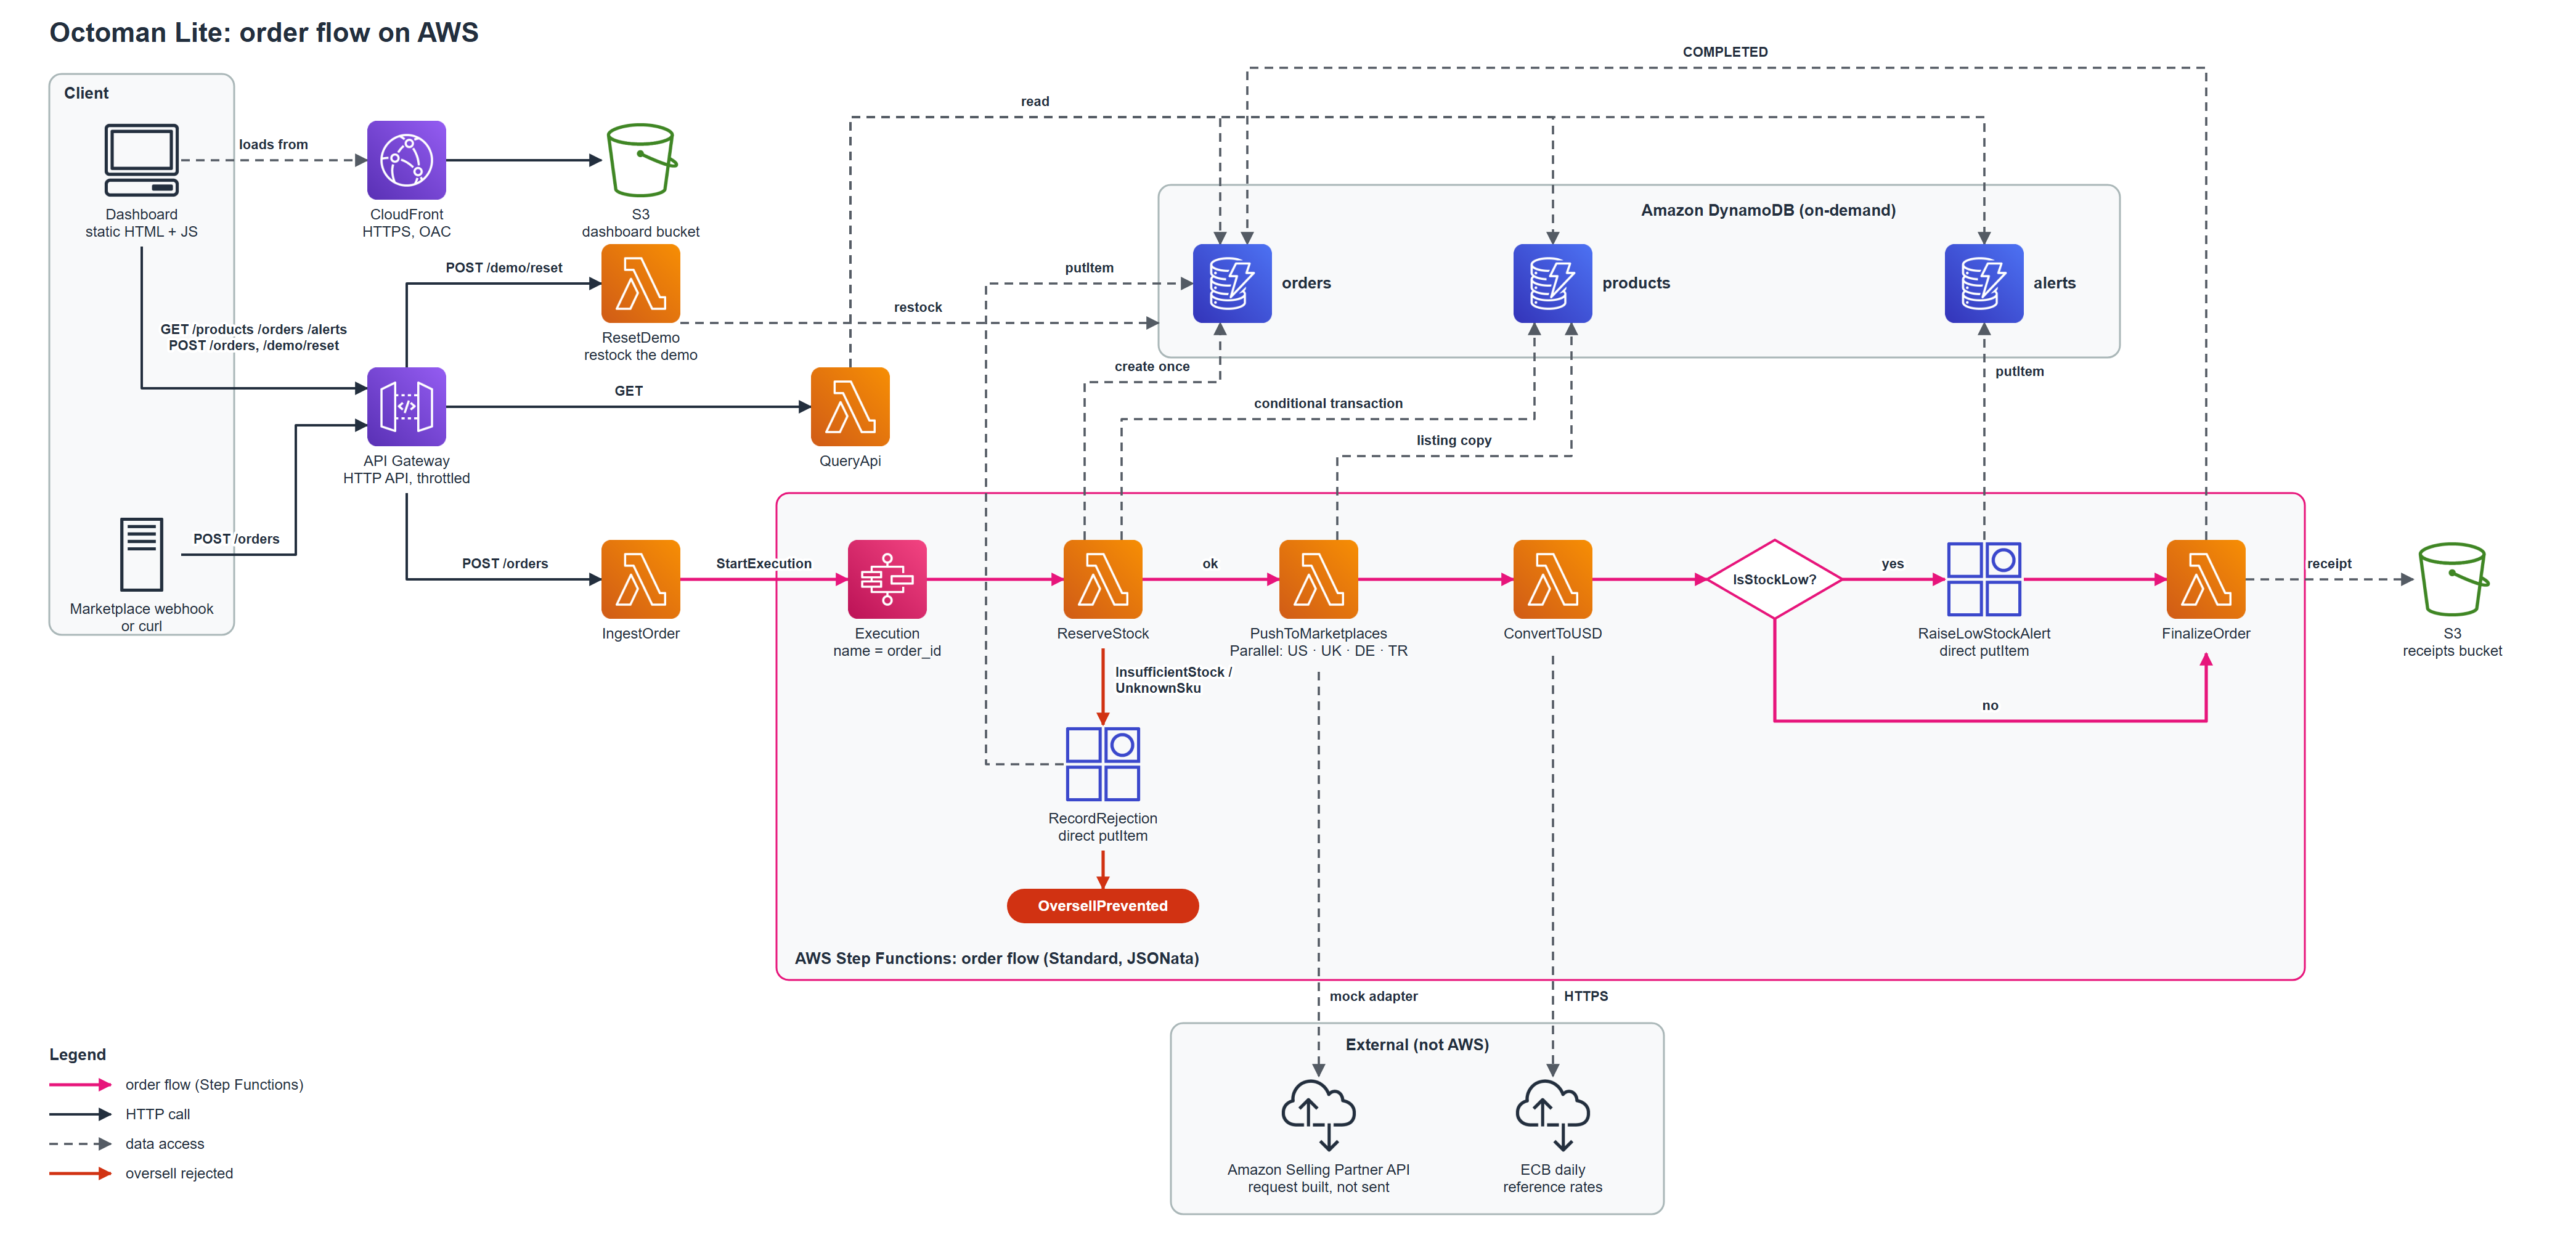 Octoman Lite: order flow on AWS
COMPLETED
Client
read
loads from
Dashboard
static HTML + JS
CloudFront
HTTPS, OAC
S3
dashboard bucket
Amazon DynamoDB (on-demand)
POST /demo/reset
putItem
orders
products
alerts
restock
GET /products /orders /alerts
POST /orders, /demo/reset
ResetDemo
restock the demo
create once
putItem
GET
conditional transaction
listing copy
API Gateway
HTTP API, throttled
QueryApi
POST /orders
Marketplace webhook
or curl
POST /orders
StartExecution
ok
IsStockLow?
yes
receipt
IngestOrder
Execution
name = order_id
ReserveStock
PushToMarketplaces
Parallel: US · UK · DE · TR
ConvertToUSD
RaiseLowStockAlert
direct putItem
FinalizeOrder
S3
receipts bucket
InsufficientStock /
UnknownSku
no
RecordRejection
direct putItem
OversellPrevented
AWS Step Functions: order flow (Standard, JSONata)
mock adapter
HTTPS
External (not AWS)
Amazon Selling Partner API
request built, not sent
ECB daily
reference rates
Legend
order flow (Step Functions)
HTTP call
data access
oversell rejected